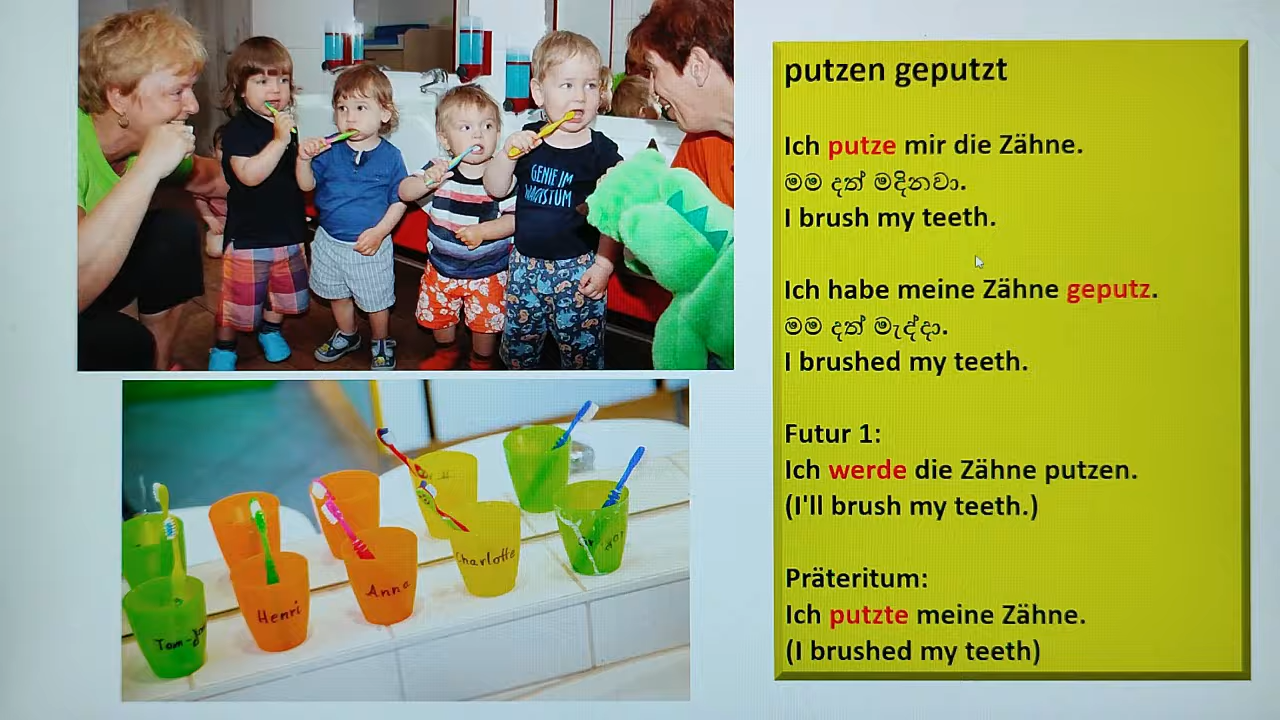 GENIE IM
WACHSTUM
Henri
Anna
Charlotte
putzen geputzt
Ich putze mir die Zähne.
මම දත් මදිනවා.
I brush my teeth.
Ich habe meine Zähne geputz.
මම දත් මැද්දා.
I brushed my teeth.
Futur 1:
Ich werde die Zähne putzen.
(I'll brush my teeth.)
Präteritum:
Ich putzte meine Zähne.
(I brushed my teeth)